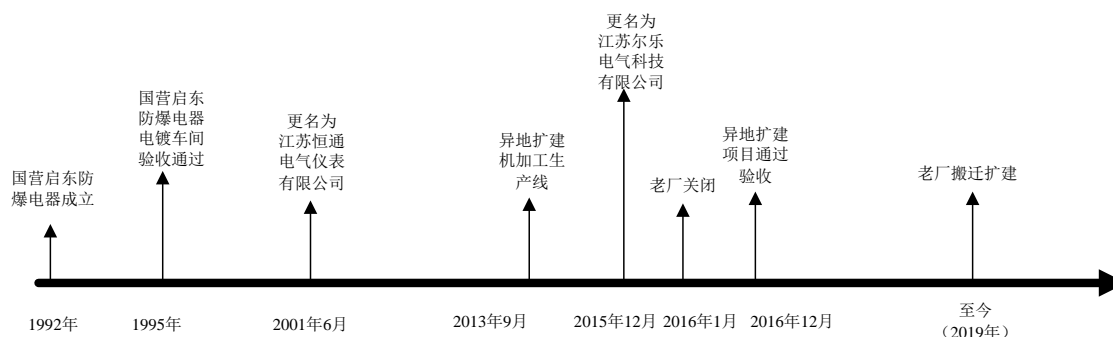 国营启东防
爆电器成立
国营启东
防爆电器
电镀车间
验收通过
更名为
江苏恒通
电气仪表
有限公司
异地扩建
机加工生
产线
更名为
江苏尔乐
电气科技
有限公司
老厂关闭
异地扩建
项目通过
验收
老厂搬迁扩建
1992年
1995年
2001年6月
2013年9月
2015年12月
2016年1月
2016年12月
至今
（2019年）